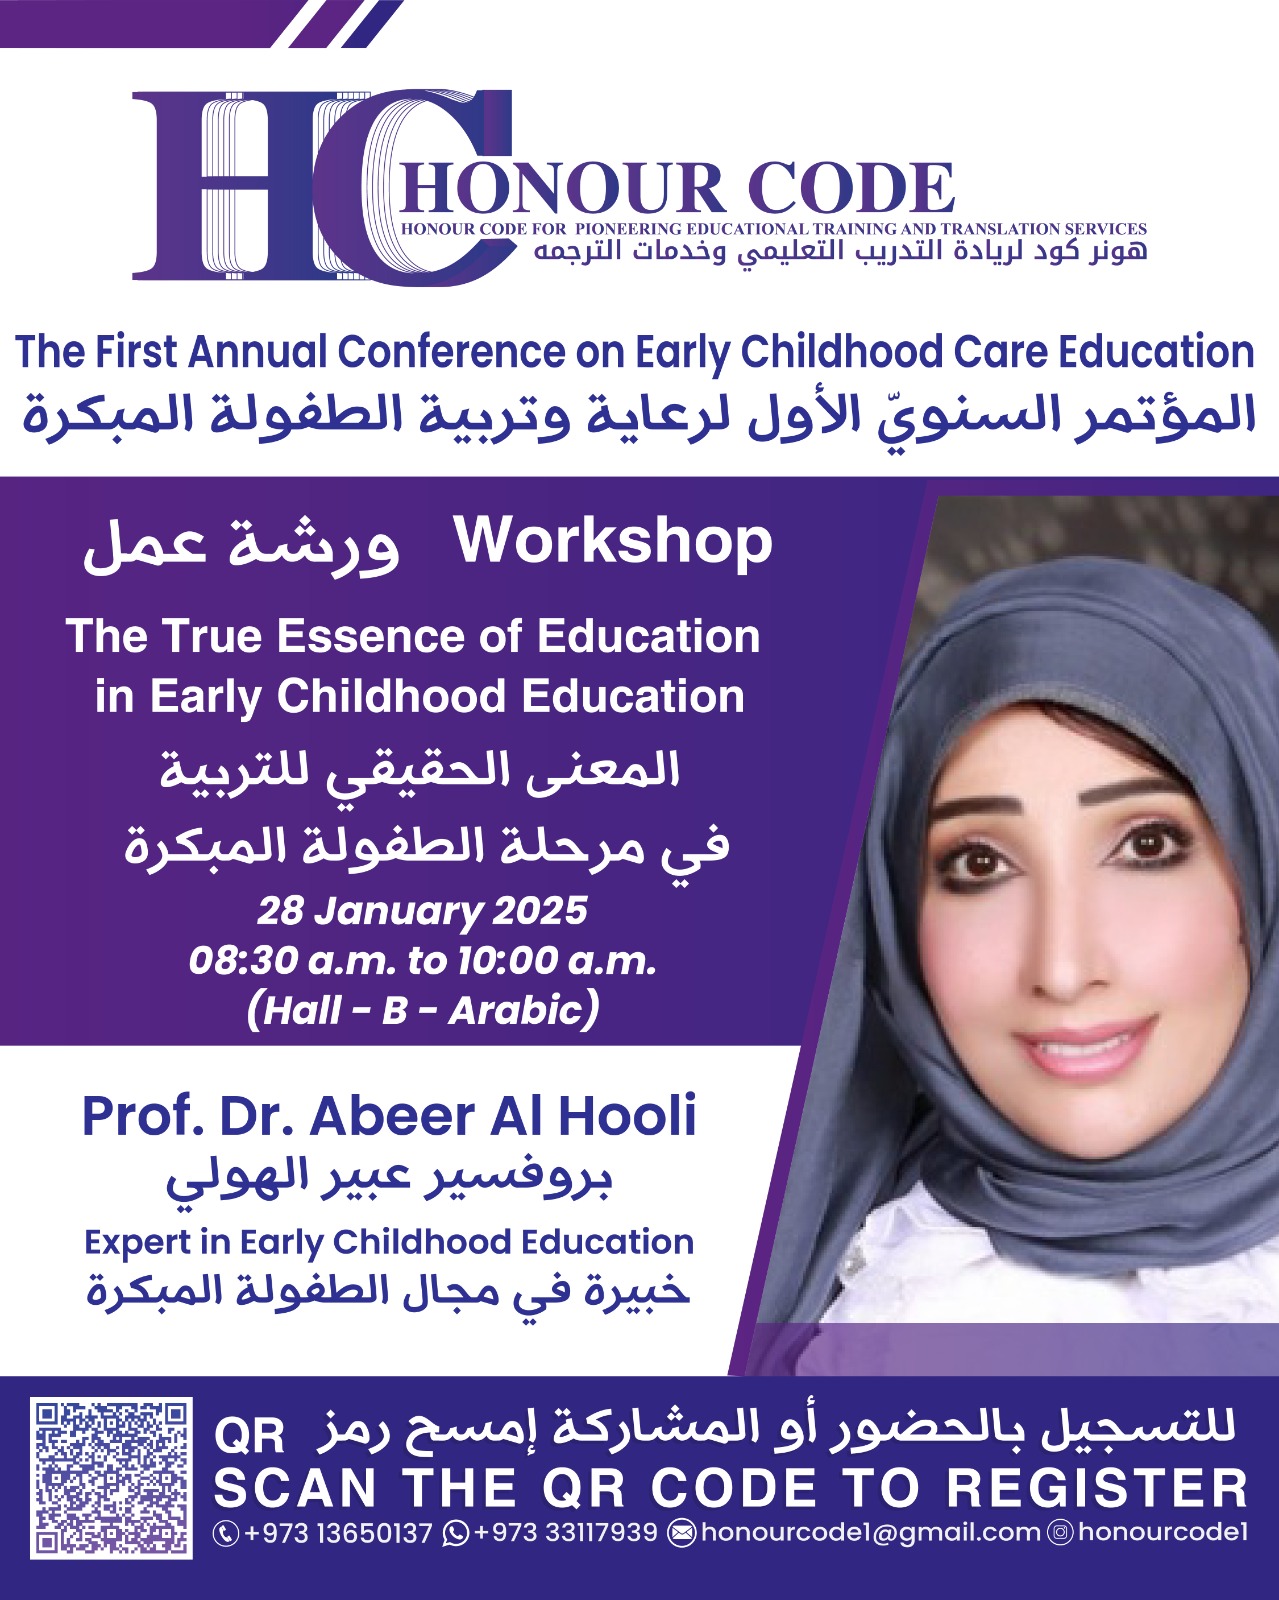 HC
HONOUR CODE
HONOUR CODE FOR PIONEERING EDUCATIONAL TRAINING AND TRANSLATION SERVICES
هونر كود لريادة التدريب التعليمي وخدمات الترجمه
The First Annual Conference on Early Childhood Care Education
المؤتمر السنويّ الأول لرعاية وتربية الطفولة المبكرة
ورشة عمل Workshop
The True Essence of Education
in Early Childhood Education
المعنى الحقيقي للتربية
في مرحلة الطفولة المبكرة
28 January 2025
08:30 a.m. to 10:00 a.m.
(Hall - B - Arabic)
Prof. Dr. Abeer Al Hooli
بروفسير عبير الهولي
Expert in Early Childhood Education
خبيرة في مجال الطفولة المبكرة
للتسجيل بالحضور أو المشاركة إمسح رمز QR
SCAN THE QR CODE TO REGISTER
+973 13650137 +973 33117939 honourcode1@gmail.com honourcode1